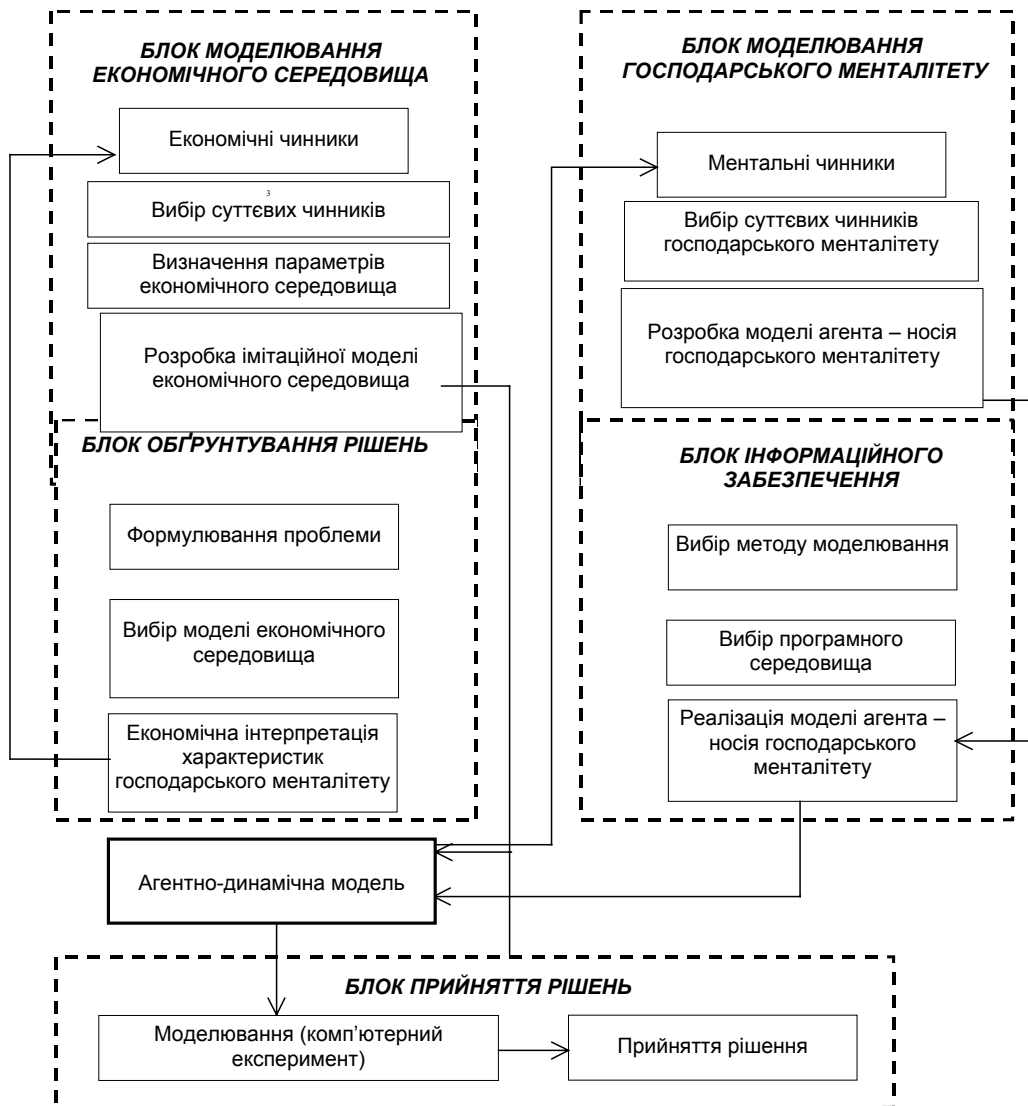 БЛОК МОДЕЛЮВАННЯ
ЕКОНОМІЧНОГО СЕРЕДОВИЩА
Економічні чинники
з
Вибір суттєвих чинників
Визначення параметрів
економічного середовища
Розробка імітаційної моделі
економічного середовища
БЛОК МОДЕЛЮВАННЯ
ГОСПОДАРСЬКОГО МЕНТАЛІТЕТУ
Ментальні чинники
Вибір суттєвих чинників
господарського менталітету
Розробка моделі агента – носія
господарського менталітету
БЛОК ОБҐРУНТУВАННЯ РІШЕНЬ
Формулювання проблеми
Вибір моделі економічного
середовища
Економічна інтерпретація
характеристик
господарського менталітету
БЛОК ІНФОРМАЦІЙНОГО
ЗАБЕЗПЕЧЕННЯ
Вибір методу моделювання
Вибір програмного
середовища
Реалізація моделі агента –
носія господарського
менталітету
Агентно-динамічна модель
БЛОК ПРИЙНЯТТЯ РІШЕНЬ
Моделювання (комп’ютерний
експеримент)
Прийняття рішення